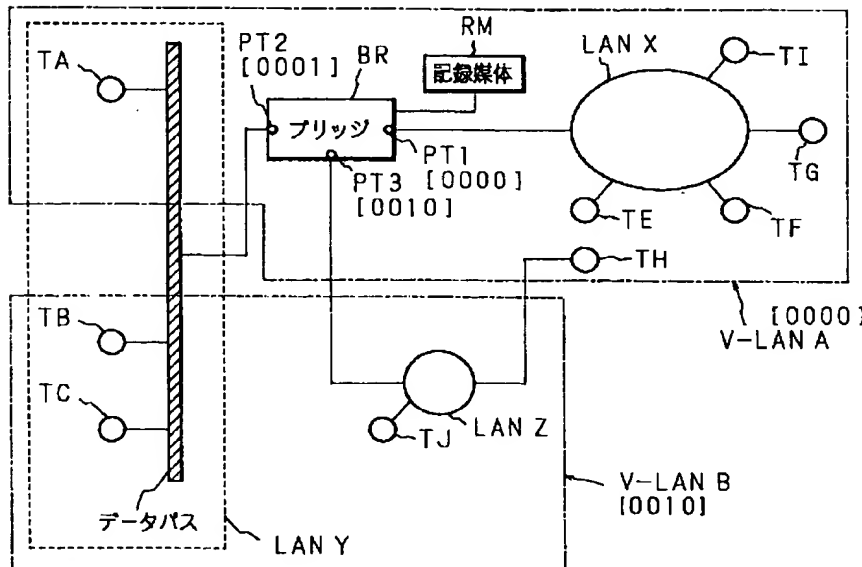 RM
LAN X
TI
PT2
[0001]
BR
TA
記録媒体
ブリッジ
PT1
[0000]
PT3
[0010]
TG
TE
TF
TH
[0000]
V-LAN A
TB
TC
TJ
LAN Z
V-LAN B
[0010]
データパス
LAN Y